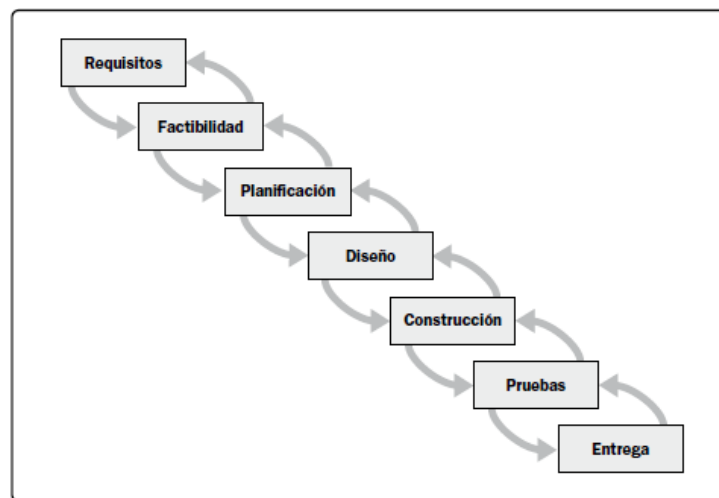 Requisitos
Factibilidad
Planificación
Diseño
Construcción
Pruebas
Entrega